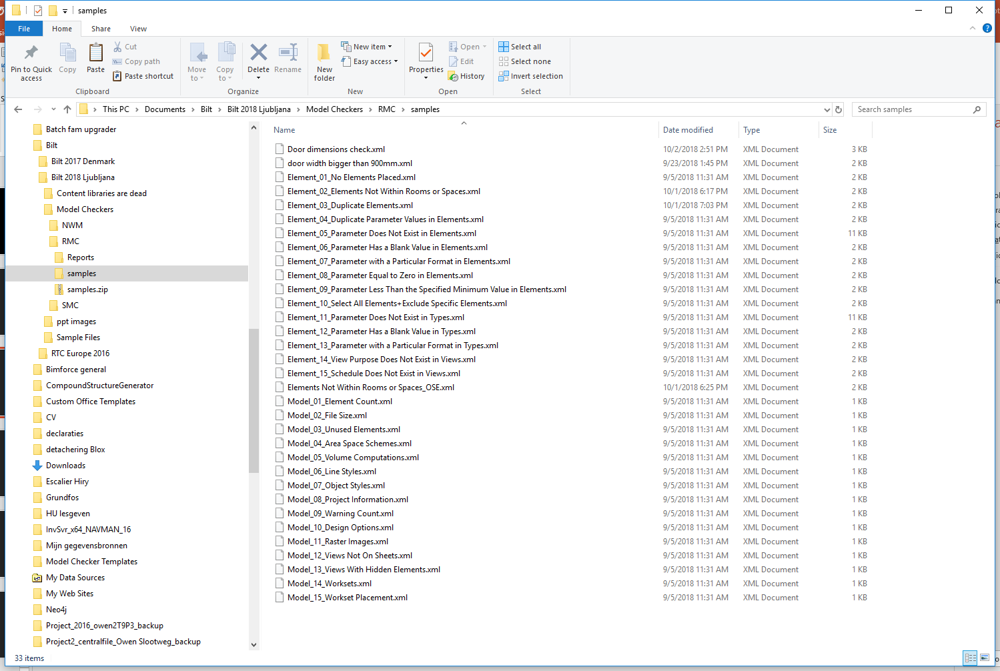 samples
File Home Share View
Pin to Quick access
Copy
Paste
Cut
Copy path
Paste shortcut
Clipboard
Move to
Copy to
Delete
Rename
Organize
New folder
New item
Easy access
New
Properties
Open
Edit
History
Open
Select all
Select none
Invert selection
Select
This PC > Documents > Bilt > Bilt 2018 Ljubljana > Model Checkers > RMC > samples
Search samples
Batch fam upgrader
Bilt
Bilt 2017 Denmark
Bilt 2018 Ljubljana
Content libraries are dead
Model Checkers
NWM
RMC
Reports
samples
samples.zip
SMC
ppt images
Sample Files
RTC Europe 2016
Bimforce general
CompoundStructureGenerator
Custom Office Templates
CV
declaraties
detachering Blox
Downloads
Escalier Hiry
Grundfos
HU lesgeven
InvSvr_x64_NAVMAN_16
Mijn gegevensbronnen
Model Checker Templates
My Data Sources
My Web Sites
Neo4j
Project_2016_owen2T9P3_backup
Project2_centralfile_Owen Slootweg_backup
Name Date modified Type Size
Door dimensions check.xml 10/2/2018 2:51 PM XML Document 3 KB
door width bigger than 900mm.xml 9/23/2018 1:45 PM XML Document 2 KB
Element_01_No Elements Placed.xml 9/5/2018 11:31 AM XML Document 2 KB
Element_02_Elements Not Within Rooms or Spaces.xml 10/1/2018 6:17 PM XML Document 2 KB
Element_03_Duplicate Elements.xml 10/1/2018 7:03 PM XML Document 2 KB
Element_04_Duplicate Parameter Values in Elements.xml 9/5/2018 11:31 AM XML Document 2 KB
Element_05_Parameter Does Not Exist in Elements.xml 9/5/2018 11:31 AM XML Document 11 KB
Element_06_Parameter Has a Blank Value in Elements.xml 9/5/2018 11:31 AM XML Document 2 KB
Element_07_Parameter with a Particular Format in Elements.xml 9/5/2018 11:31 AM XML Document 2 KB
Element_08_Parameter Equal to Zero in Elements.xml 9/5/2018 11:31 AM XML Document 2 KB
Element_09_Parameter Less Than the Specified Minimum Value in Elements.xml 9/5/2018 11:31 AM XML Document 2 KB
Element_10_Select All Elements+Exclude Specific Elements.xml 9/5/2018 11:31 AM XML Document 2 KB
Element_11_Parameter Does Not Exist in Types.xml 9/5/2018 11:31 AM XML Document 11 KB
Element_12_Parameter Has a Blank Value in Types.xml 9/5/2018 11:31 AM XML Document 2 KB
Element_13_Parameter with a Particular Format in Types.xml 9/5/2018 11:31 AM XML Document 2 KB
Element_14_View Purpose Does Not Exist in Views.xml 9/5/2018 11:31 AM XML Document 2 KB
Element_15_Schedule Does Not Exist in Views.xml 9/5/2018 11:31 AM XML Document 2 KB
Elements Not Within Rooms or Spaces_OSE.xml 10/1/2018 6:25 PM XML Document 2 KB
Model_01_Element Count.xml 9/5/2018 11:31 AM XML Document 1 KB
Model_02_File Size.xml 9/5/2018 11:31 AM XML Document 1 KB
Model_03_Unused Elements.xml 9/5/2018 11:31 AM XML Document 1 KB
Model_04_Area Space Schemes.xml 9/5/2018 11:31 AM XML Document 1 KB
Model_05_Volume Computations.xml 9/5/2018 11:31 AM XML Document 1 KB
Model_06_Line Styles.xml 9/5/2018 11:31 AM XML Document 1 KB
Model_07_Object Styles.xml 9/5/2018 11:31 AM XML Document 1 KB
Model_08_Project Information.xml 9/5/2018 11:31 AM XML Document 1 KB
Model_09_Warning Count.xml 9/5/2018 11:31 AM XML Document 1 KB
Model_10_Design Options.xml 9/5/2018 11:31 AM XML Document 1 KB
Model_11_Raster Images.xml 9/5/2018 11:31 AM XML Document 1 KB
Model_12_Views Not On Sheets.xml 9/5/2018 11:31 AM XML Document 1 KB
Model_13_Views With Hidden Elements.xml 9/5/2018 11:31 AM XML Document 1 KB
Model_14_Worksets.xml 9/5/2018 11:31 AM XML Document 1 KB
Model_15_Workset Placement.xml 9/5/2018 11:31 AM XML Document 1 KB
33 items